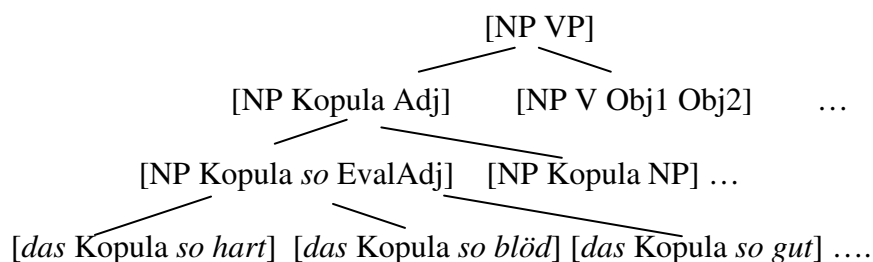 [NP VP]
[NP Kopula Adj] [NP V Obj1 Obj2] …
[NP Kopula so EvalAdj] [NP Kopula NP] …
[das Kopula so hart] [das Kopula so blöd] [das Kopula so gut] ….